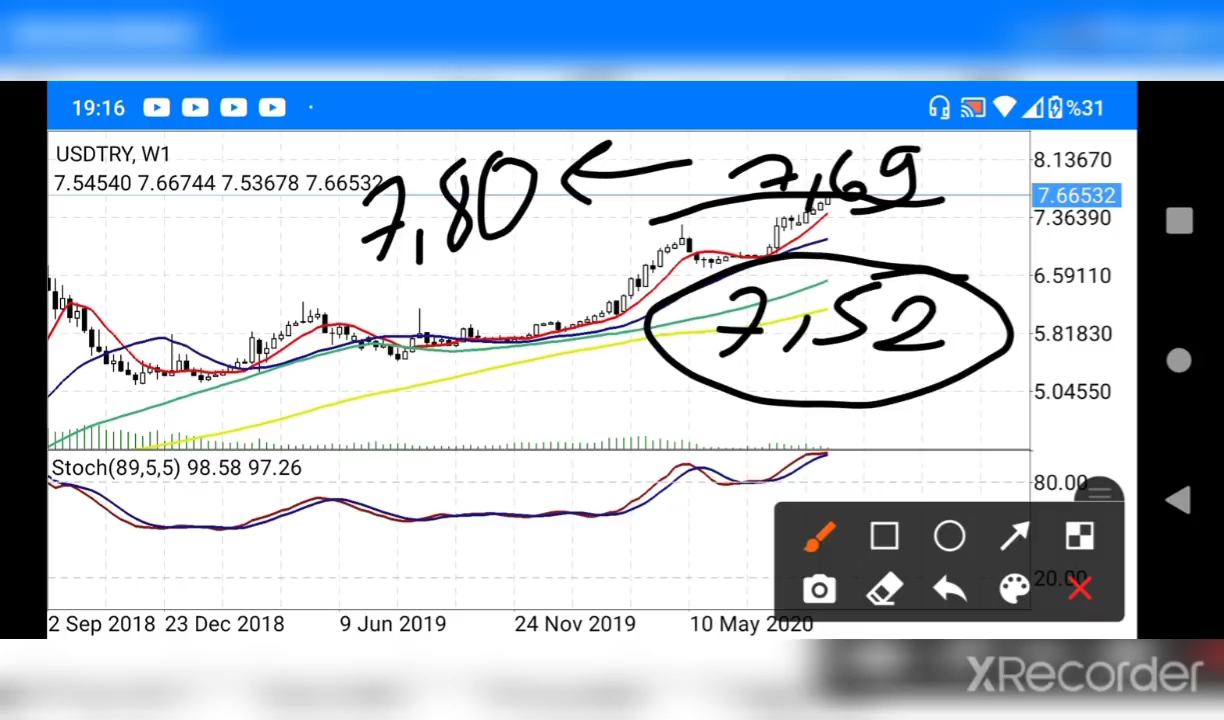 19:16 %31
USDTRY, W1
7.54540 7.66744 7.53678 7.66532
7,80
7,69
7,52
8.13670
7.66532
7.36390
6.59110
5.81830
5.04550
Stoch(89,5,5) 98.58 97.26
80.00
20.00
2 Sep 2018 23 Dec 2018 9 Jun 2019 24 Nov 2019 10 May 2020
XRecorder